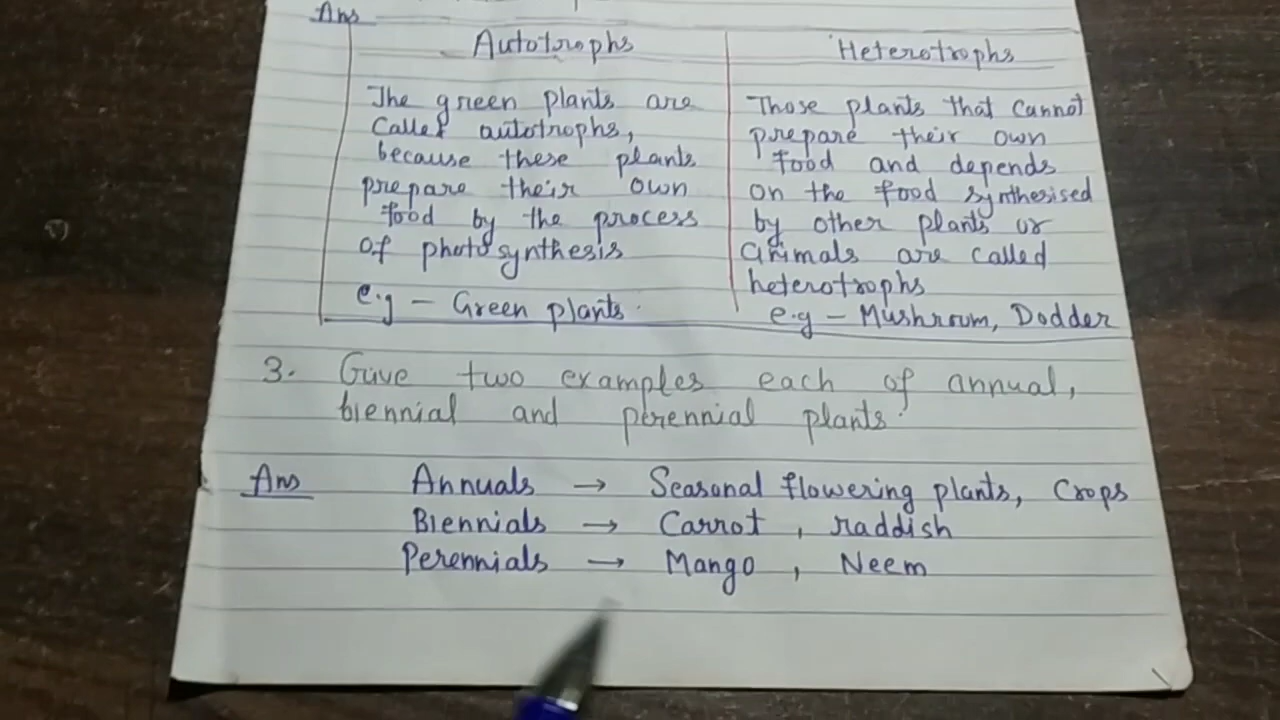 Ans
Autotrophs
The green plants are
called autotrophs,
because these plants
prepare their own
food by the process
of photosynthesis
e.g - Green plants.
Heterotrophs
Those plants that cannot
prepare their own
food and depends
on the food synthesised
by other plants or
animals are called
heterotrophs
e.g - Mushroom, Dodder
3. Give two examples each of annual,
biennial and perennial plants.
Ans Annuals → Seasonal flowering plants, Crops
Biennials → Carrot, raddish
Perennials → Mango, Neem